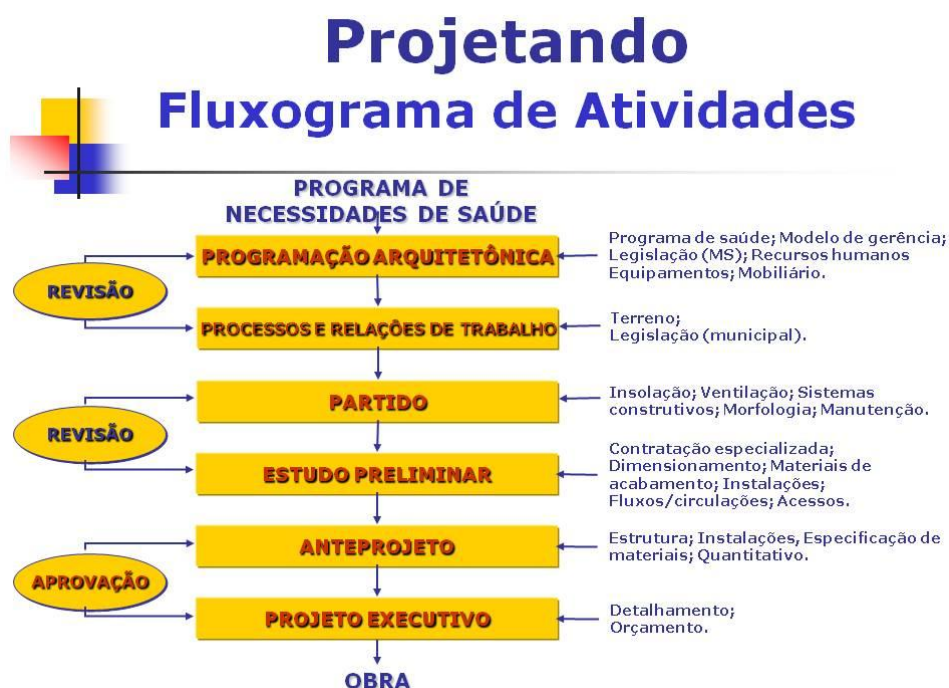 Projetando
Fluxograma de Atividades
PROGRAMA DE
NECESSIDADES DE SAÚDE
PROGRAMAÇÃO ARQUITETÔNICA
Programa de saúde; Modelo de gerência;
Legislação (MS); Recursos humanos
Equipamentos; Mobiliário.
REVISÃO
PROCESSOS E RELAÇÕES DE TRABALHO
Terreno;
Legislação (municipal).
PARTIDO
Insolação; Ventilação; Sistemas
construtivos; Morfologia; Manutenção.
REVISÃO
ESTUDO PRELIMINAR
Contratação especializada;
Dimensionamento; Materiais de
acabamento; Instalações;
Fluxos/circulações; Acessos.
ANTEPROJETO
Estrutura; Instalações, Especificação de
materiais; Quantitativo.
APROVAÇÃO
PROJETO EXECUTIVO
Detalhamento;
Orçamento.
OBRA